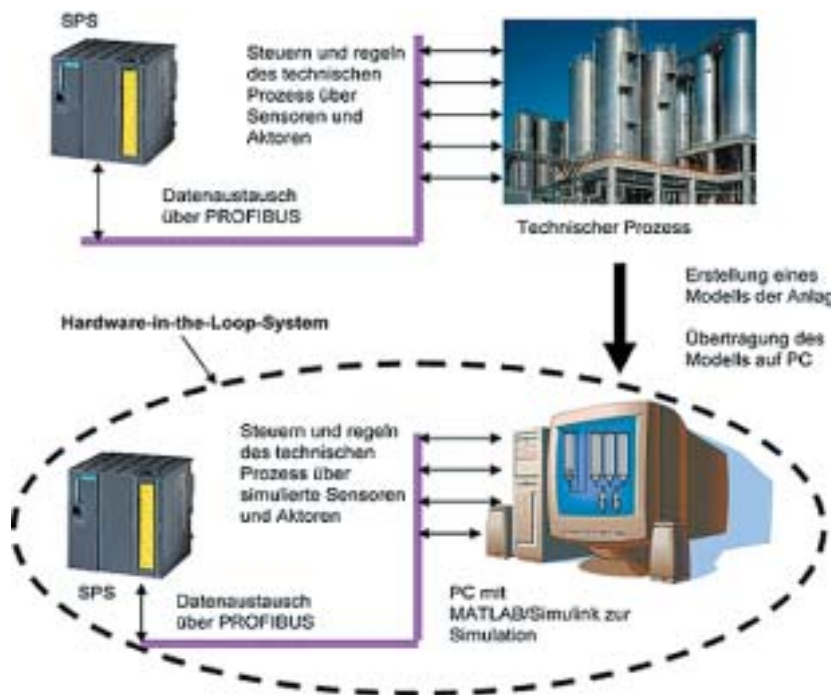 SPS
Steuern und regeln
des technischen
Prozess über
Sensoren und
Aktoren
Datenaustausch
über PROFIBUS
Technischer Prozess
Erstellung eines
Modells der Anlag
Übertragung des
Modells auf PC
Hardware-in-the-Loop-System
Steuern und regeln
des technischen
Prozess über
simulierte Sensoren
und Aktoren
SPS
Datenaustausch
über PROFIBUS
PC mit
MATLAB/Simulink zur
Simulation